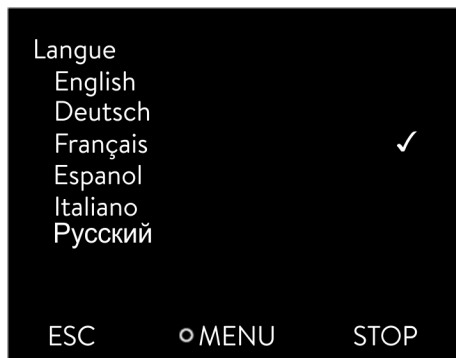 Langue
English
Deutsch
Français
Espanol
Italiano
Русский
ESC MENU STOP